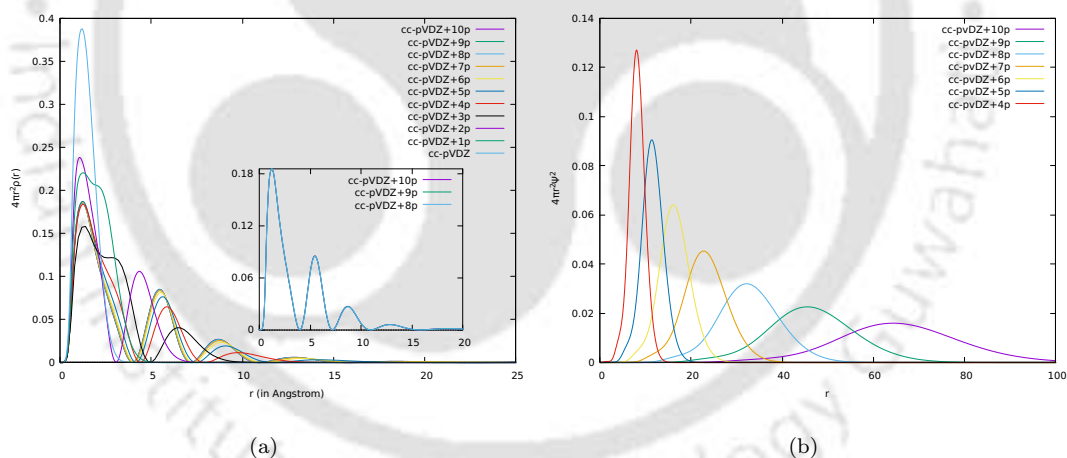 0.4
0.35
0.3
0.25
0.2
0.15
0.1
0.05
0
4πr²ρ(r)
0 5 10 15 20 25
r (in Angstrom)
cc-pVDZ+10p
cc-pVDZ+9p
cc-pVDZ+8p
cc-pVDZ+7p
cc-pVDZ+6p
cc-pVDZ+5p
cc-pVDZ+4p
cc-pVDZ+3p
cc-pVDZ+2p
cc-pVDZ+1p
cc-pVDZ
0.18
0.12
0.06
0
0 5 10 15 20
cc-pVDZ+10p
cc-pVDZ+9p
cc-pVDZ+8p
(a)
0.14
0.12
0.1
0.08
0.06
0.04
0.02
0
4πr²Ψ²
0 20 40 60 80 100
r
cc-pvDZ+10p
cc-pvDZ+9p
cc-pvDZ+8p
cc-pvDZ+7p
cc-pvDZ+6p
cc-pvDZ+5p
cc-pvDZ+4p
(b)